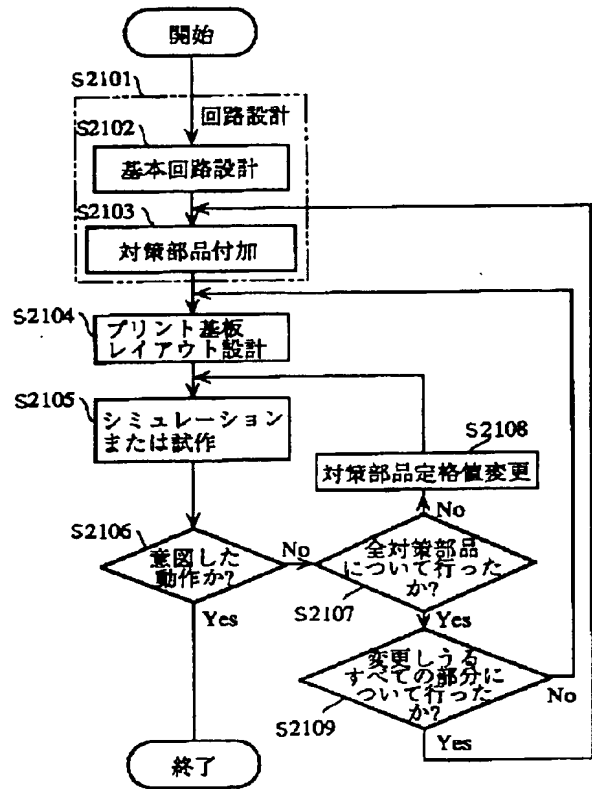 開始
S2101
回路設計
S2102
基本回路設計
S2103
対策部品付加
S2104
プリント基板
レイアウト設計
S2105
シミュレーション
または試作
S2108
対策部品定格値変更
No
S2106
意図した
動作か?
No
Yes
全対策部品
について行った
か?
S2107
Yes
変更しうる
すべての部分に
ついて行った
か?
No
S2109
Yes
終了